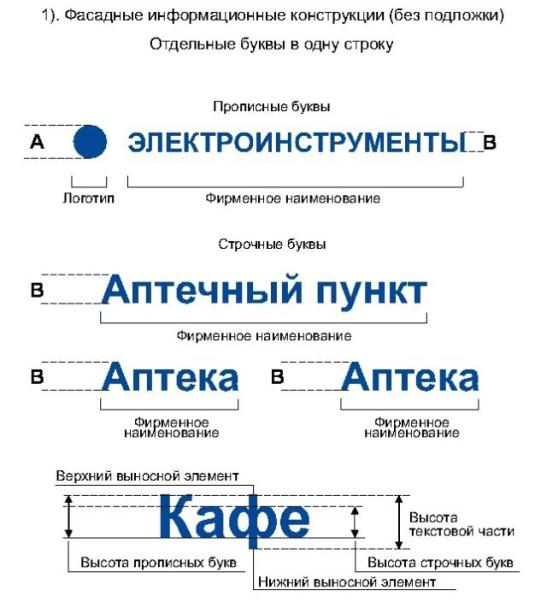 1). Фасадные информационные конструкции (без подложки)
Отдельные буквы в одну строку
Прописные буквы
А ЭЛЕКТРОИНСТРУМЕНТЫ В
Логотип Фирменное наименование
Строчные буквы
В Аптечный пункт
Фирменное наименование
В Аптека В Аптека
Фирменное Фирменное
наименование наименование
Верхний выносной элемент
Кафе
Высота
текстовой части
Высота прописных букв Высота строчных букв
Нижний выносной элемент